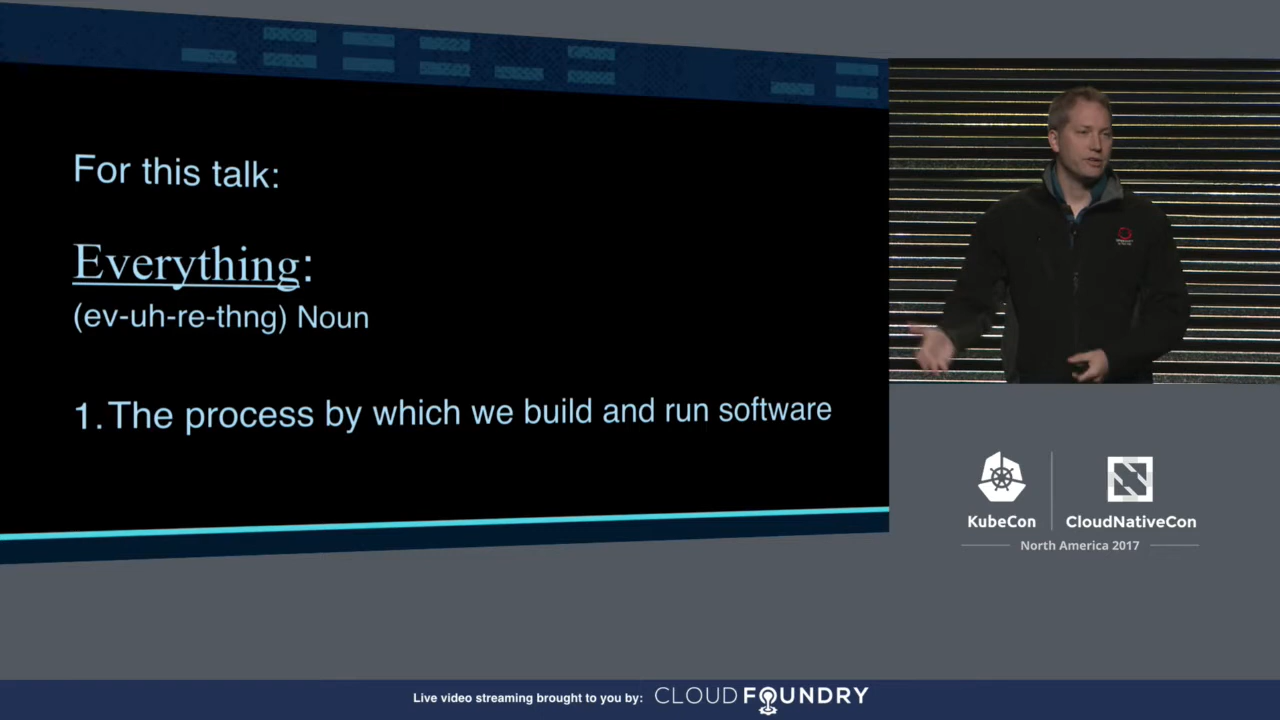 For this talk:
Everything:
(ev-uh-re-thng) Noun
1. The process by which we build and run software
KubeCon
CloudNativeCon
North America 2017
Live video streaming brought to you by: CLOUD FOUNDRY